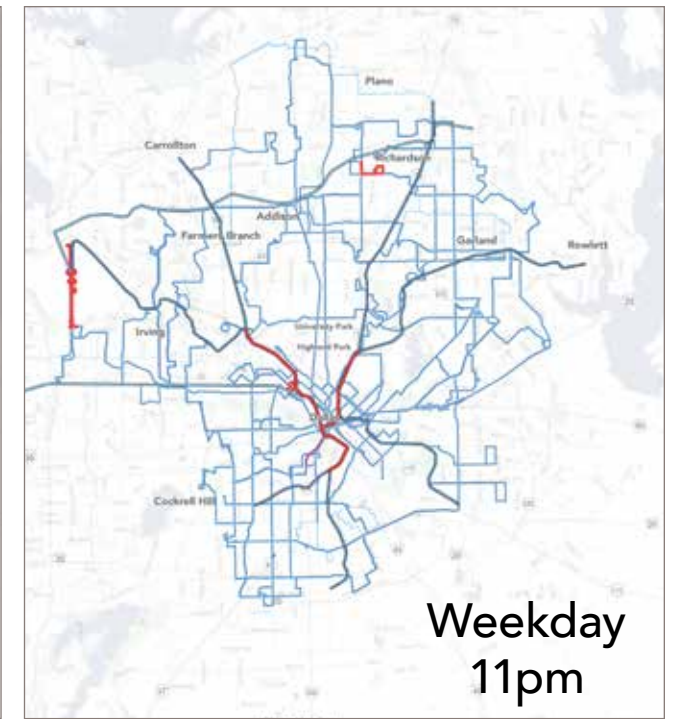 Plano
Carrollton
Richardson
Addison
Farmers Branch
Garland
Rowlett
Irving
University Park
Highland Park
Cockrell Hill
Weekday
11pm